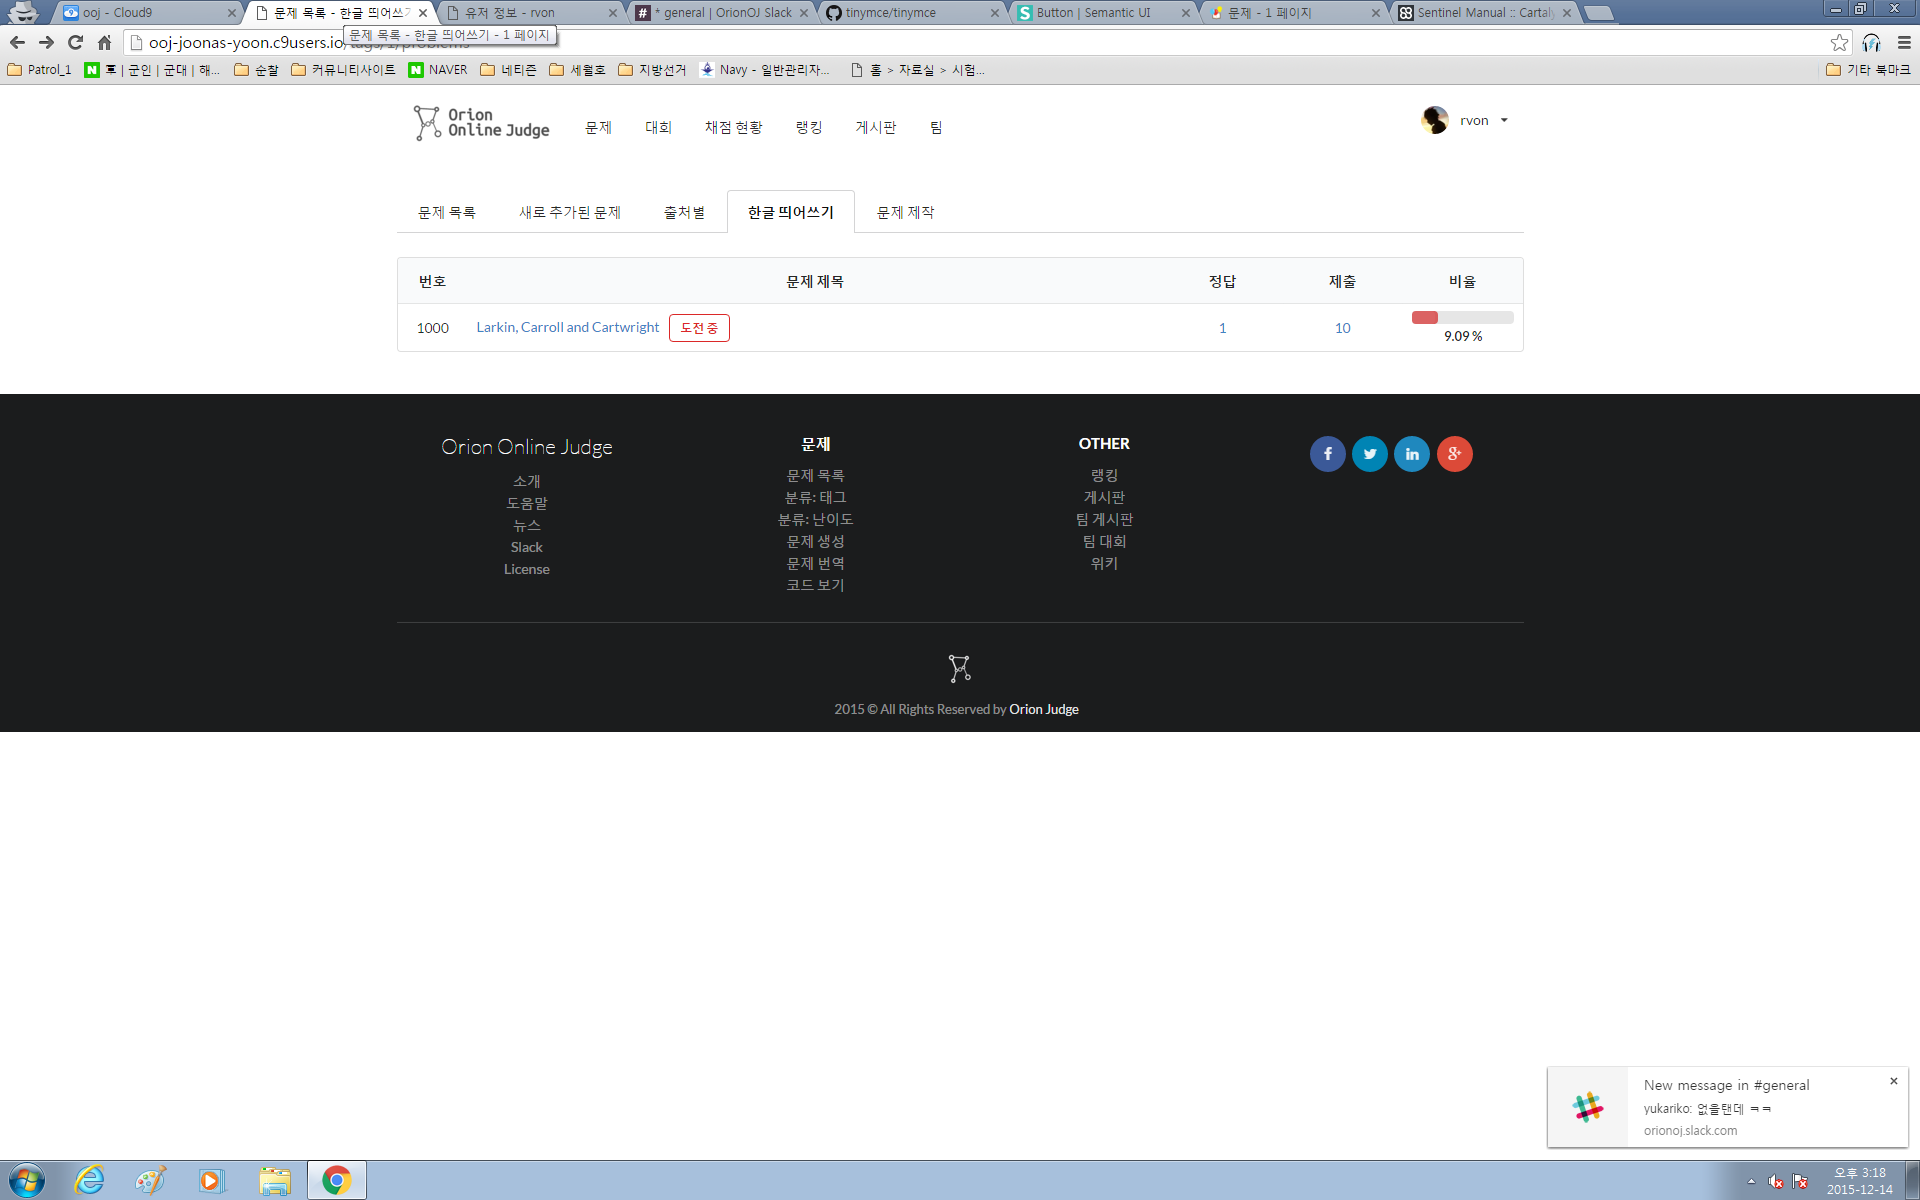 ooj - Cloud9
문제 목록 - 한글 띄어쓰기
유저 정보 - rvon
* general | OrionOJ Slack
tinymce/tinymce
Button | Semantic UI
문제 - 1 페이지
Sentinel Manual :: Cartaly
ooj-joonas-yoon.c9users.io/tags/1/problems
문제 목록 - 한글 띄어쓰기 - 1 페이지
Patrol_1
| 군인 | 군대 | 해...
순찰
커뮤니티사이트
NAVER
네티즌
세월호
지방선거
Navy - 일반관리자...
홈 > 자료실 > 시험...
기타 북마크
Orion
Online Judge
문제
대회
채점 현황
랭킹
게시판
팀
rvon
문제 목록
새로 추가된 문제
출처별
한글 띄어쓰기
문제 제작
번호 문제 제목 정답 제출 비율
1000 Larkin, Carroll and Cartwright 도전 중 1 10
9.09 %
Orion Online Judge
소개
도움말
뉴스
Slack
License
문제
문제 목록
분류: 태그
분류: 난이도
문제 생성
문제 번역
코드 보기
OTHER
랭킹
게시판
팀 게시판
팀 대회
위키
2015 © All Rights Reserved by Orion Judge
New message in #general
yukariko: 없을탠데 ㅋㅋ
orionoj.slack.com
오후 3:18
2015-12-14